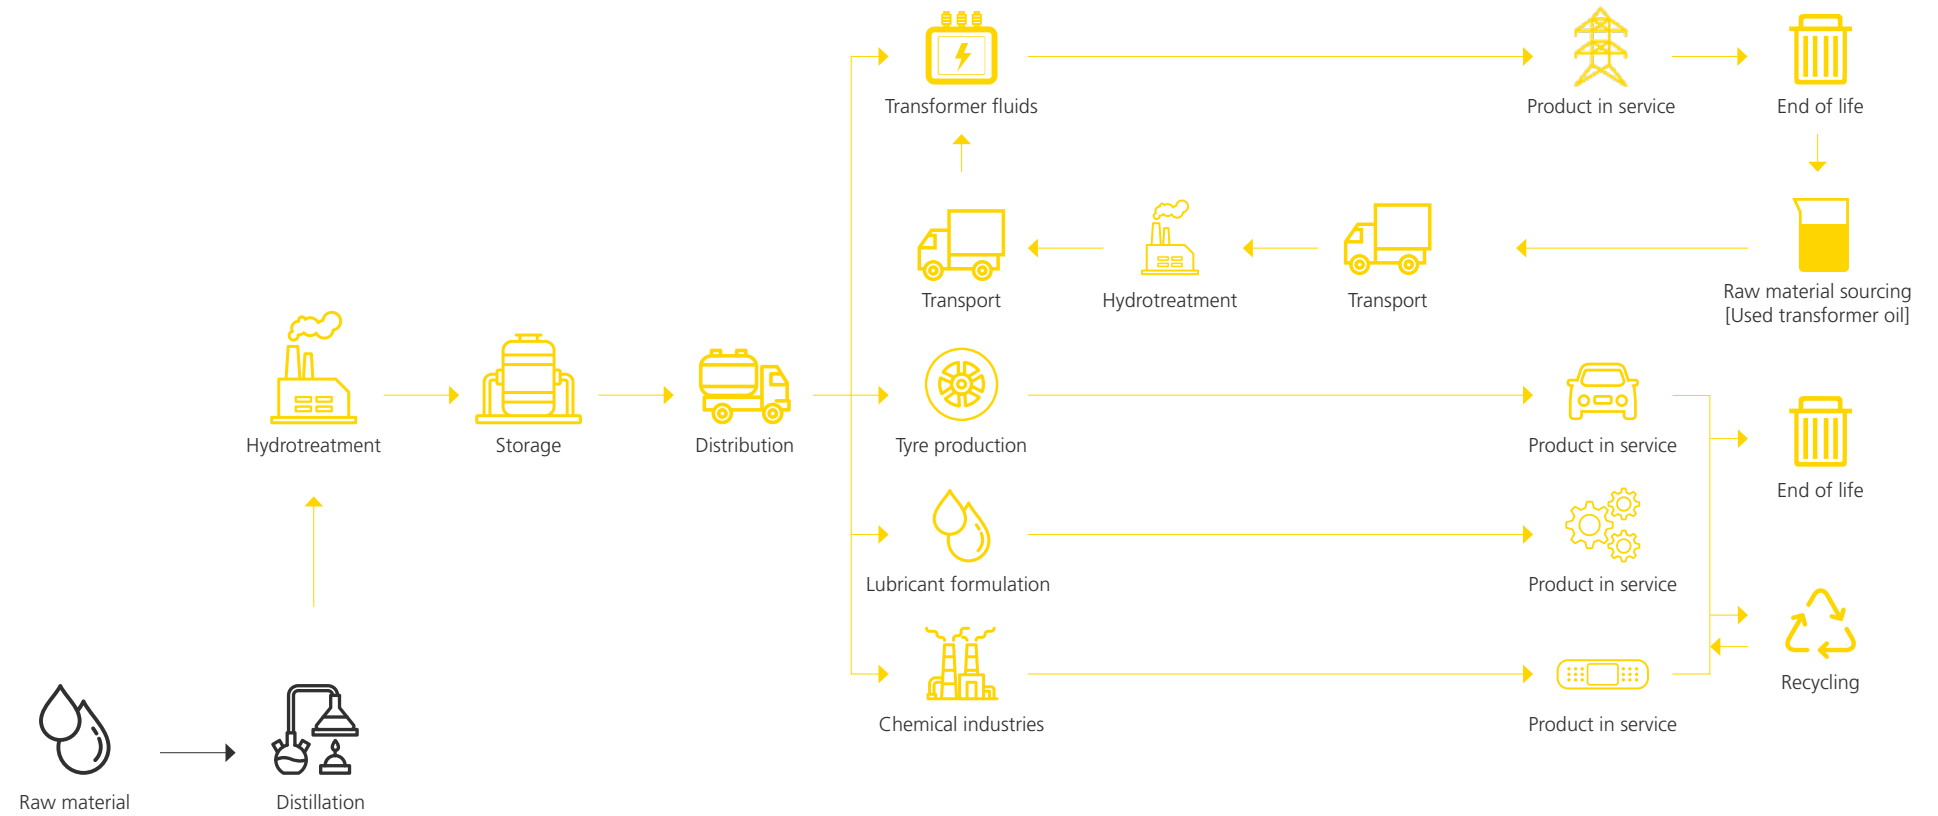 Transformer fluids
Product in service
End of life
Transport
Hydrotreatment
Transport
Raw material sourcing
[Used transformer oil]
Hydrotreatment
Storage
Distribution
Tyre production
Product in service
End of life
Lubricant formulation
Product in service
Recycling
Chemical industries
Product in service
Raw material
Distillation